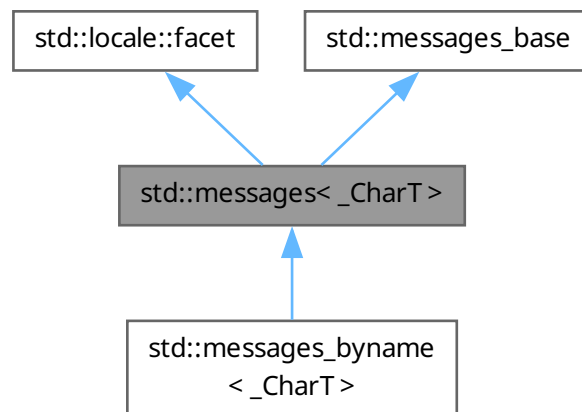 std::locale::facet
std::messages_base
std::messages< _CharT >
std::messages_byname
< _CharT >